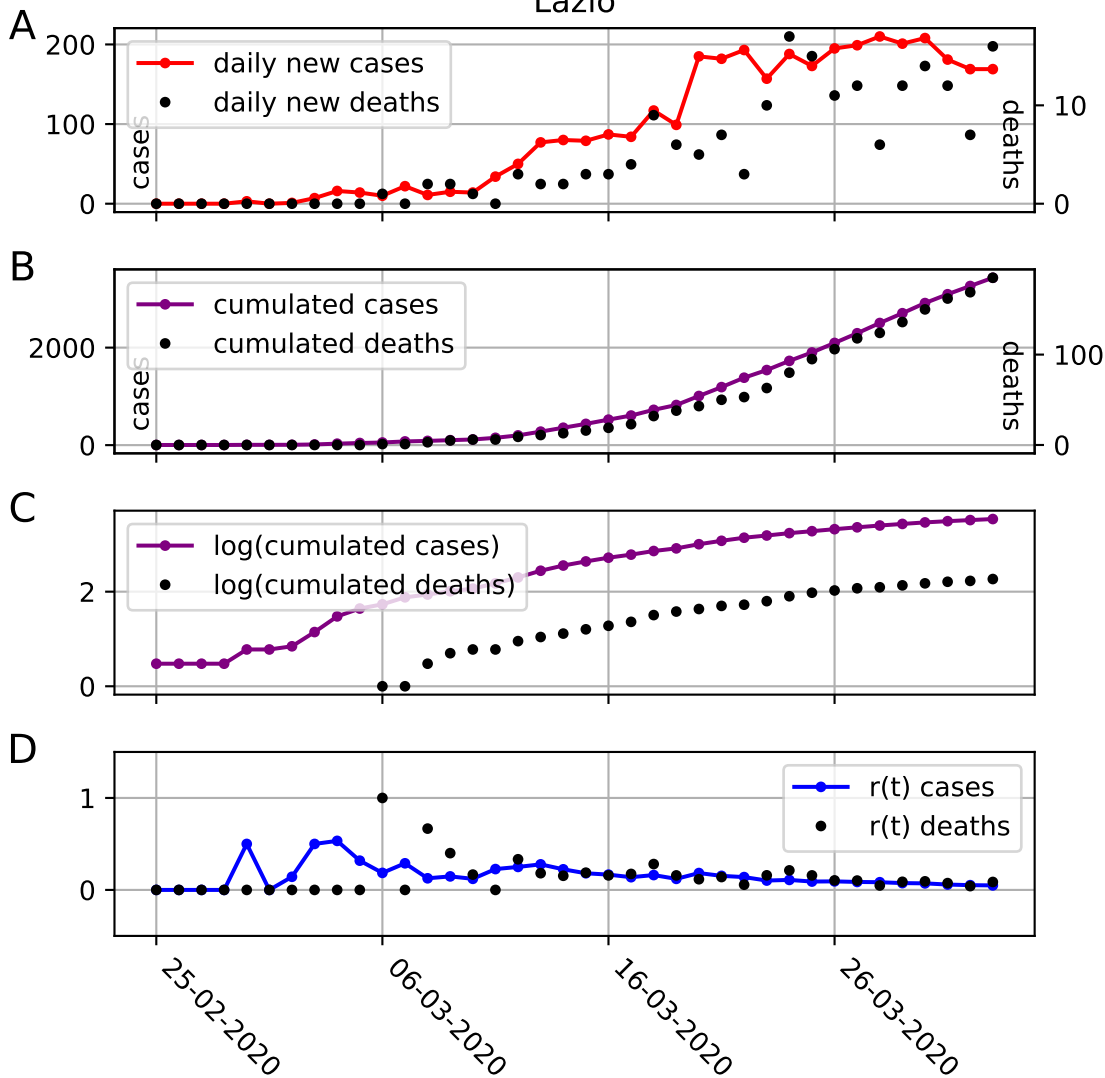 Lazio
A
200
100
0
cases
daily new cases
daily new deaths
10
0
deaths
B
2000
0
cases
cumulated cases
cumulated deaths
100
0
deaths
C
2
0
log(cumulated cases)
log(cumulated deaths)
D
1
0
r(t) cases
r(t) deaths
25-02-2020
06-03-2020
16-03-2020
26-03-2020